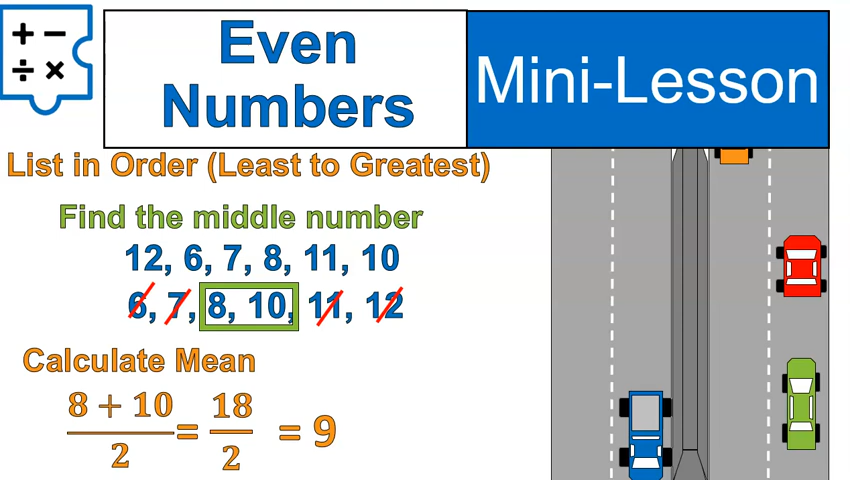 + −
÷ ×
Even
Numbers
Mini-Lesson
List in Order (Least to Greatest)
Find the middle number
12, 6, 7, 8, 11, 10
6, 7, 8, 10, 11, 12
Calculate Mean
8 + 10 / 2 = 18 / 2 = 9